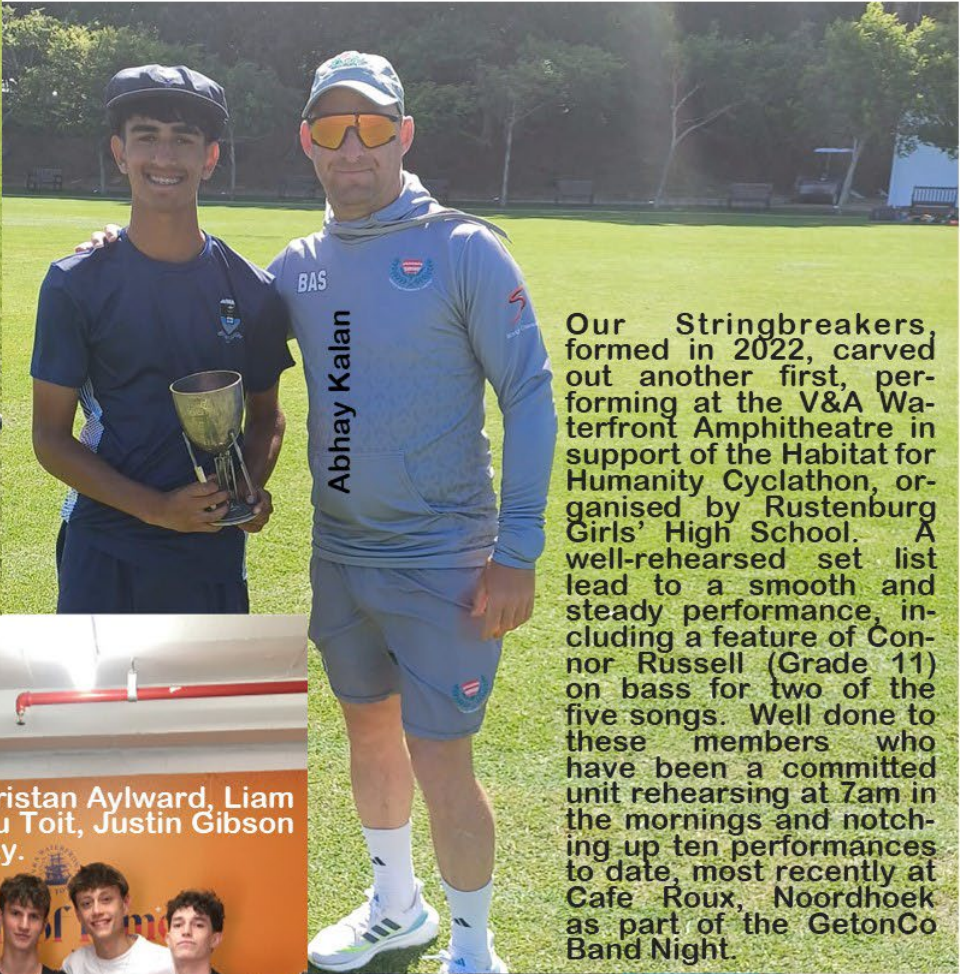 BAS
Abhay Kalan
Our Stringbreakers,
formed in 2022, carved
out another first, per-
forming at the V&A Wa-
terfront Amphitheatre in
support of the Habitat for
Humanity Cyclathon, or-
ganised by Rustenburg
Girls' High School. A
well-rehearsed set list
lead to a smooth and
steady performance, in-
cluding a feature of Con-
nor Russell (Grade 11)
on bass for two of the
five songs. Well done to
these members who
have been a committed
unit rehearsing at 7am in
the mornings and notch-
ing up ten performances
to date, most recently at
Cafe Roux, Noordhoek
as part of the GetonCo
Band Night.
ristan Aylward, Liam
u Toit, Justin Gibson
y.